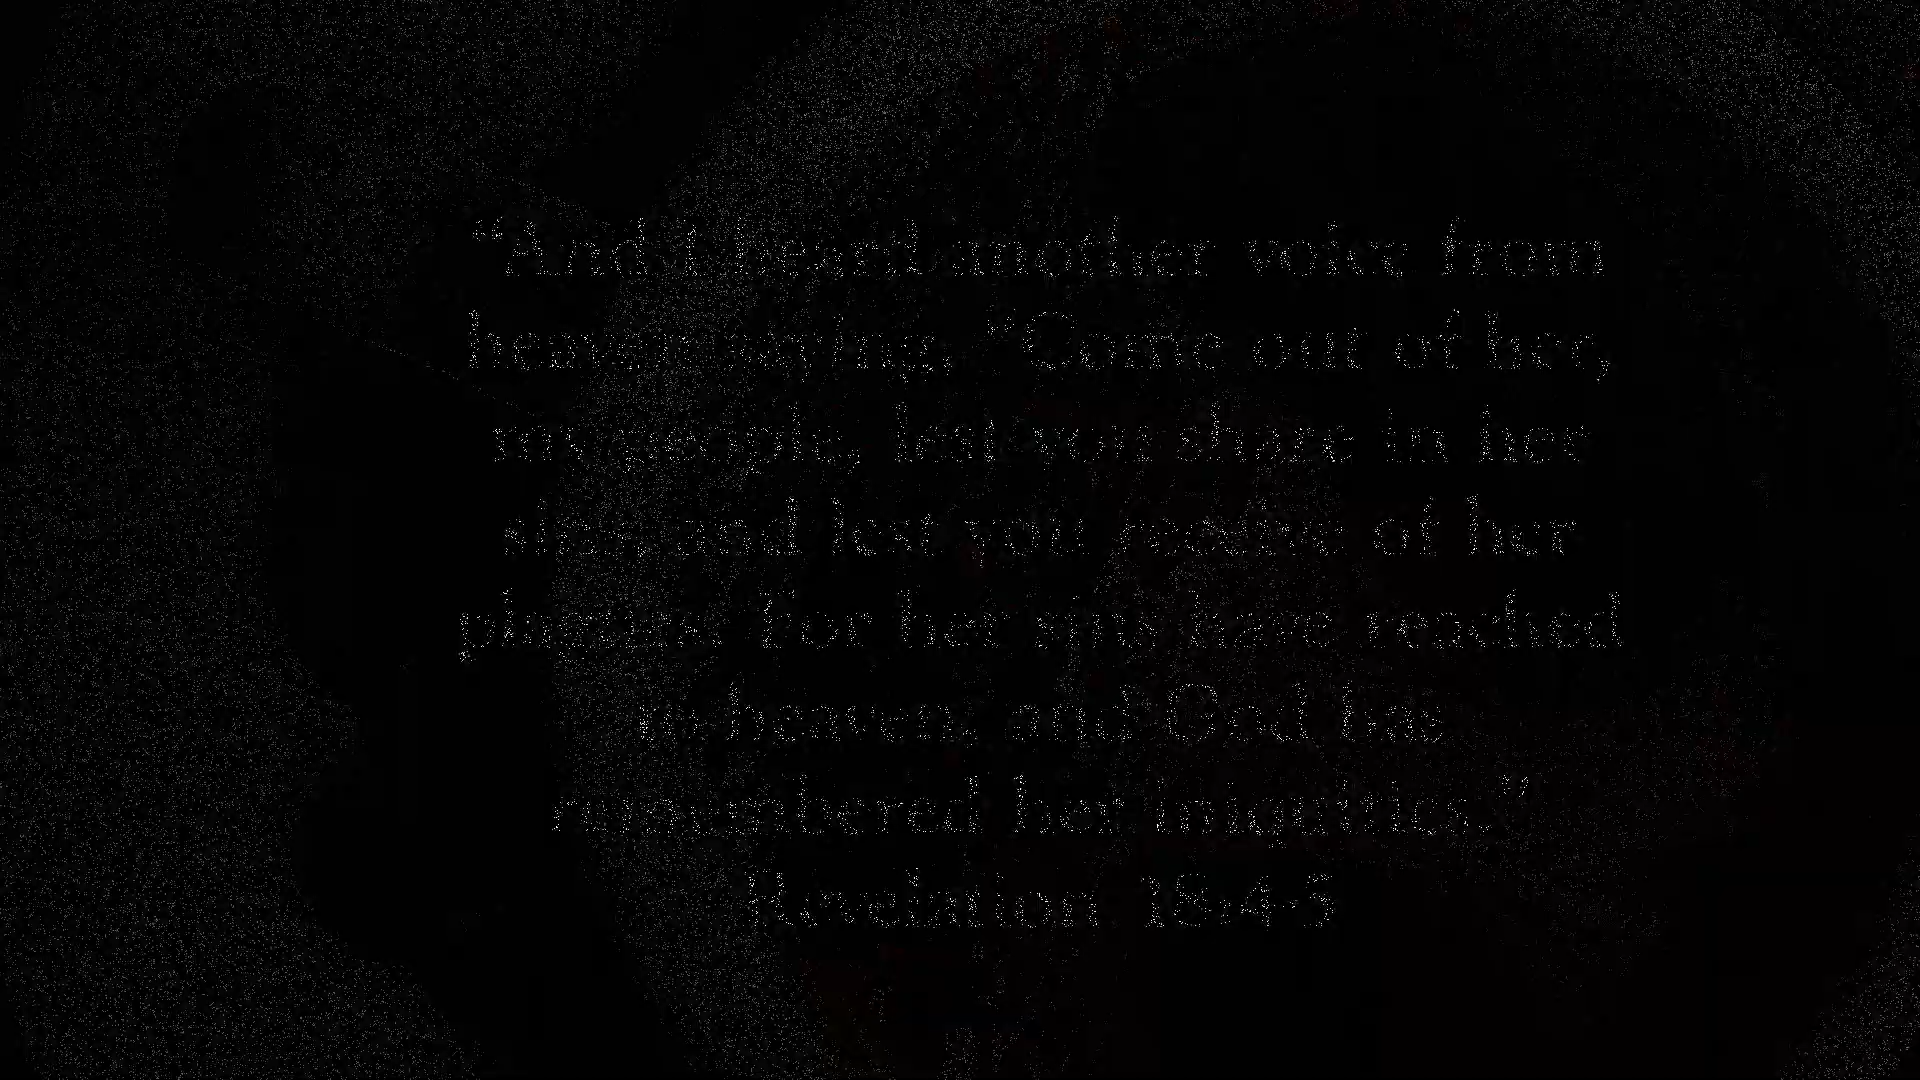 “And I heard another voice from
heaven saying, “Come out of her,
my people, lest you share in her
sins, and lest you receive of her
plagues. For her sins have reached
to heaven, and God has
remembered her iniquities.”
Revelation 18:4-5